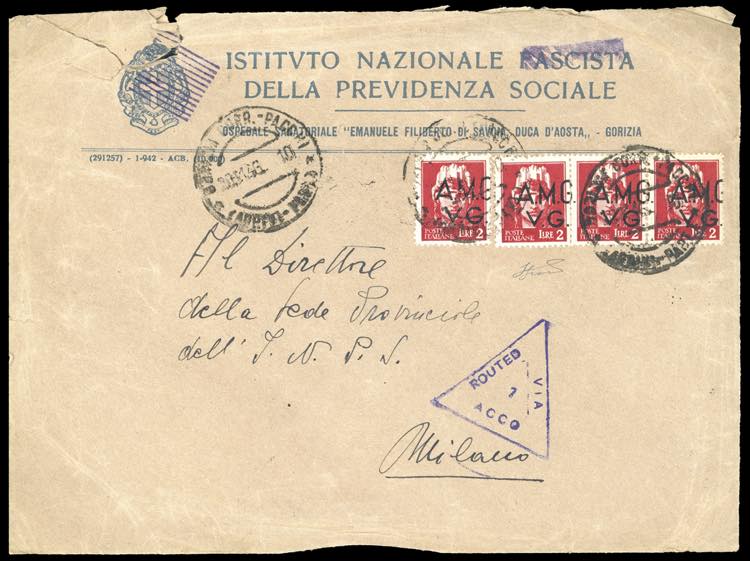 ISTITVTO NAZIONALE FASCISTA
DELLA PREVIDENZA SOCIALE
OSPEDALE SANATORIALE "EMANUELE FILIBERTO DI SAVOIA, DUCA D'AOSTA„ - GORIZIA
(291257) - 1-942 - ACB. (10.000)
A.M.G. V.G.
POSTE ITALIANE LIRE 2
A.M.G. V.G.
POSTE ITALIANE LIRE 2
A.M.G. V.G.
POSTE ITALIANE LIRE 2
A.M.G. V.G.
POSTE ITALIANE LIRE 2
Al Direttore
della Sede Provinciale
dell' I. N. P. S.
ROUTED
VIA
1
ACCO
Milano